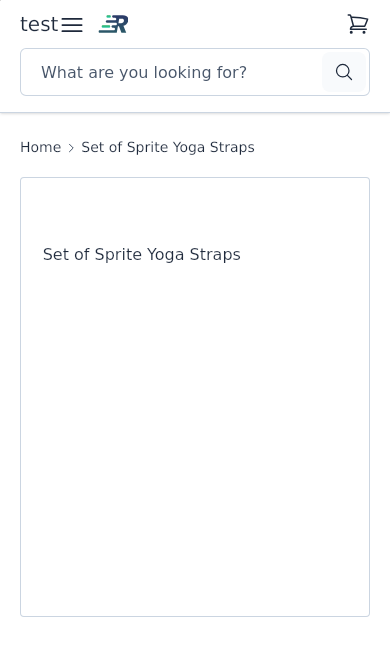 test
What are you looking for?
Home > Set of Sprite Yoga Straps
Set of Sprite Yoga Straps